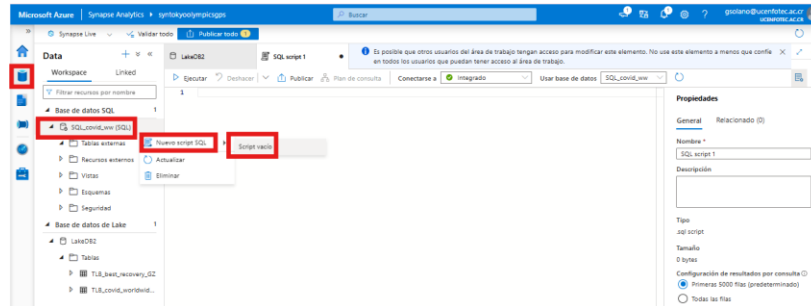 Microsoft Azure | Synapse Analytics ▸ syntokyoolympicsgps
Buscar
gsolano@ucenfotec.ac.cr
UCENFOTEC.AC.CR
Synapse Live
Validar todo
Publicar todo 1
Data
Workspace
Linked
Filtrar recursos por nombre
Base de datos SQL 1
SQL_covid_ww (SQL)
Tablas externas
Recursos externos
Vistas
Esquemas
Seguridad
Base de datos de Lake 1
LakeDB2
Tablas
TLB_best_recovery_GZ
TLB_covid_worldwid...
Nuevo script SQL
Actualizar
Eliminar
Script vacío
LakeDB2
SQL script 1
Es posible que otros usuarios del área de trabajo tengan acceso para modificar este elemento. No use este elemento a menos que confíe
en todos los usuarios que puedan tener acceso al área de trabajo.
Ejecutar
Deshacer
Publicar
Plan de consulta
Conectarse a
Integrado
Usar base de datos
SQL_covid_ww
1
Propiedades
General
Relacionado (0)
Nombre *
SQL script 1
Descripción
Tipo
.sql script
Tamaño
0 bytes
Configuración de resultados por consulta
Primeras 5000 filas (predeterminado)
Todas las filas